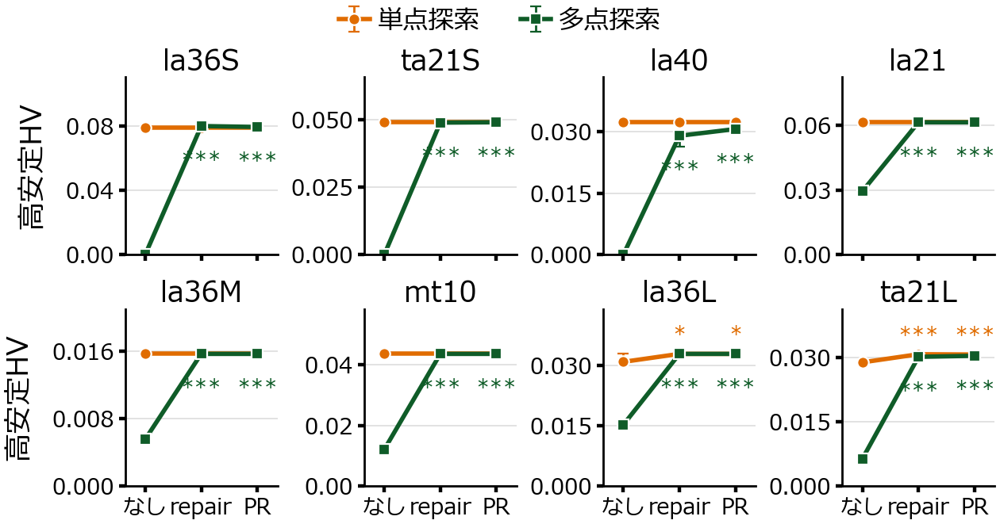 単点探索 多点探索
la36S ta21S la40 la21
高安定HV
0.08 0.050 0.030 0.06
*** *** *** *** *** *** *** ***
0.04 0.025 0.015 0.03
0.00 0.000 0.000 0.00
la36M mt10 la36L ta21L
高安定HV
* * *** ***
0.016 0.04 0.030 0.030
*** *** *** *** *** *** *** ***
0.008 0.02 0.015 0.015
0.000 0.00 0.000 0.000
なし repair PR なし repair PR なし repair PR なし repair PR